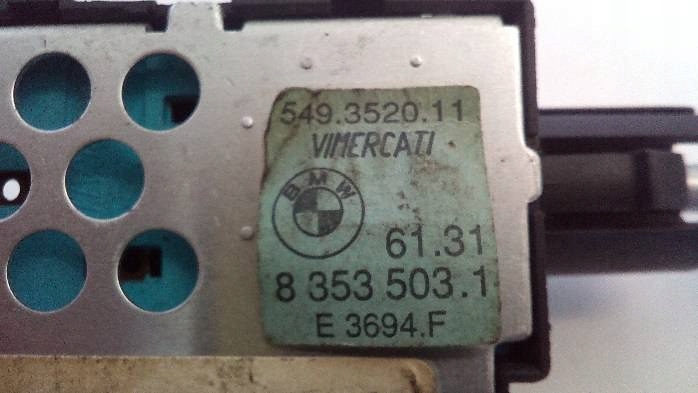 549.3520.11
VIMERCATI
BMW
61.31
8 353 503.1
E 3694.F